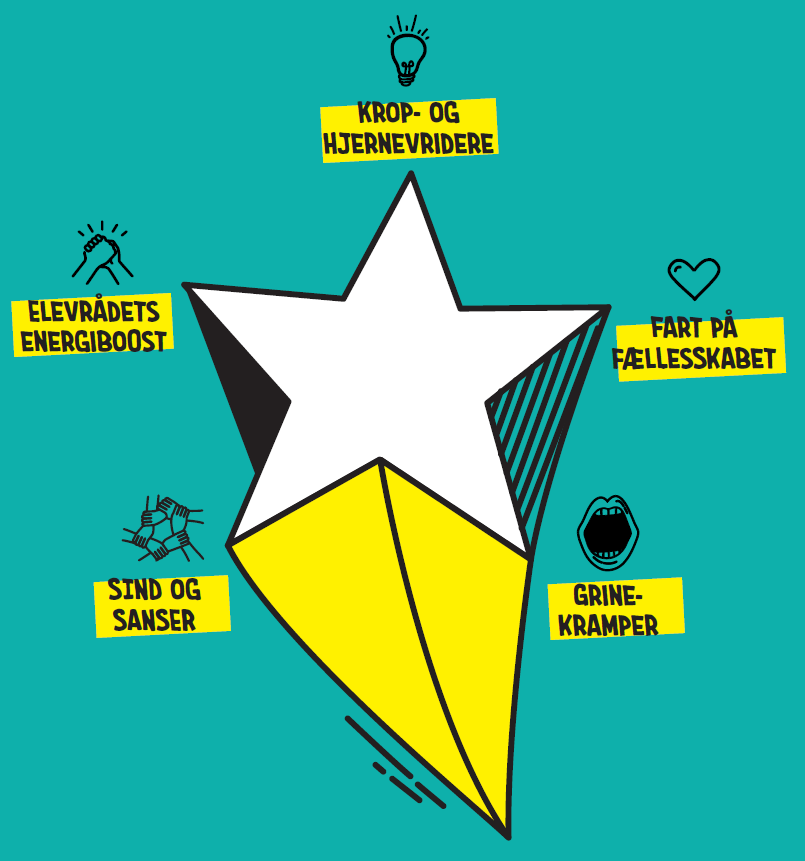 KROP- OG
HJERNEVRIDERE
ELEVRÅDETS
ENERGIBOOST
FART PÅ
FÆLLESSKABET
SIND OG
SANSER
GRINE-
KRAMPER